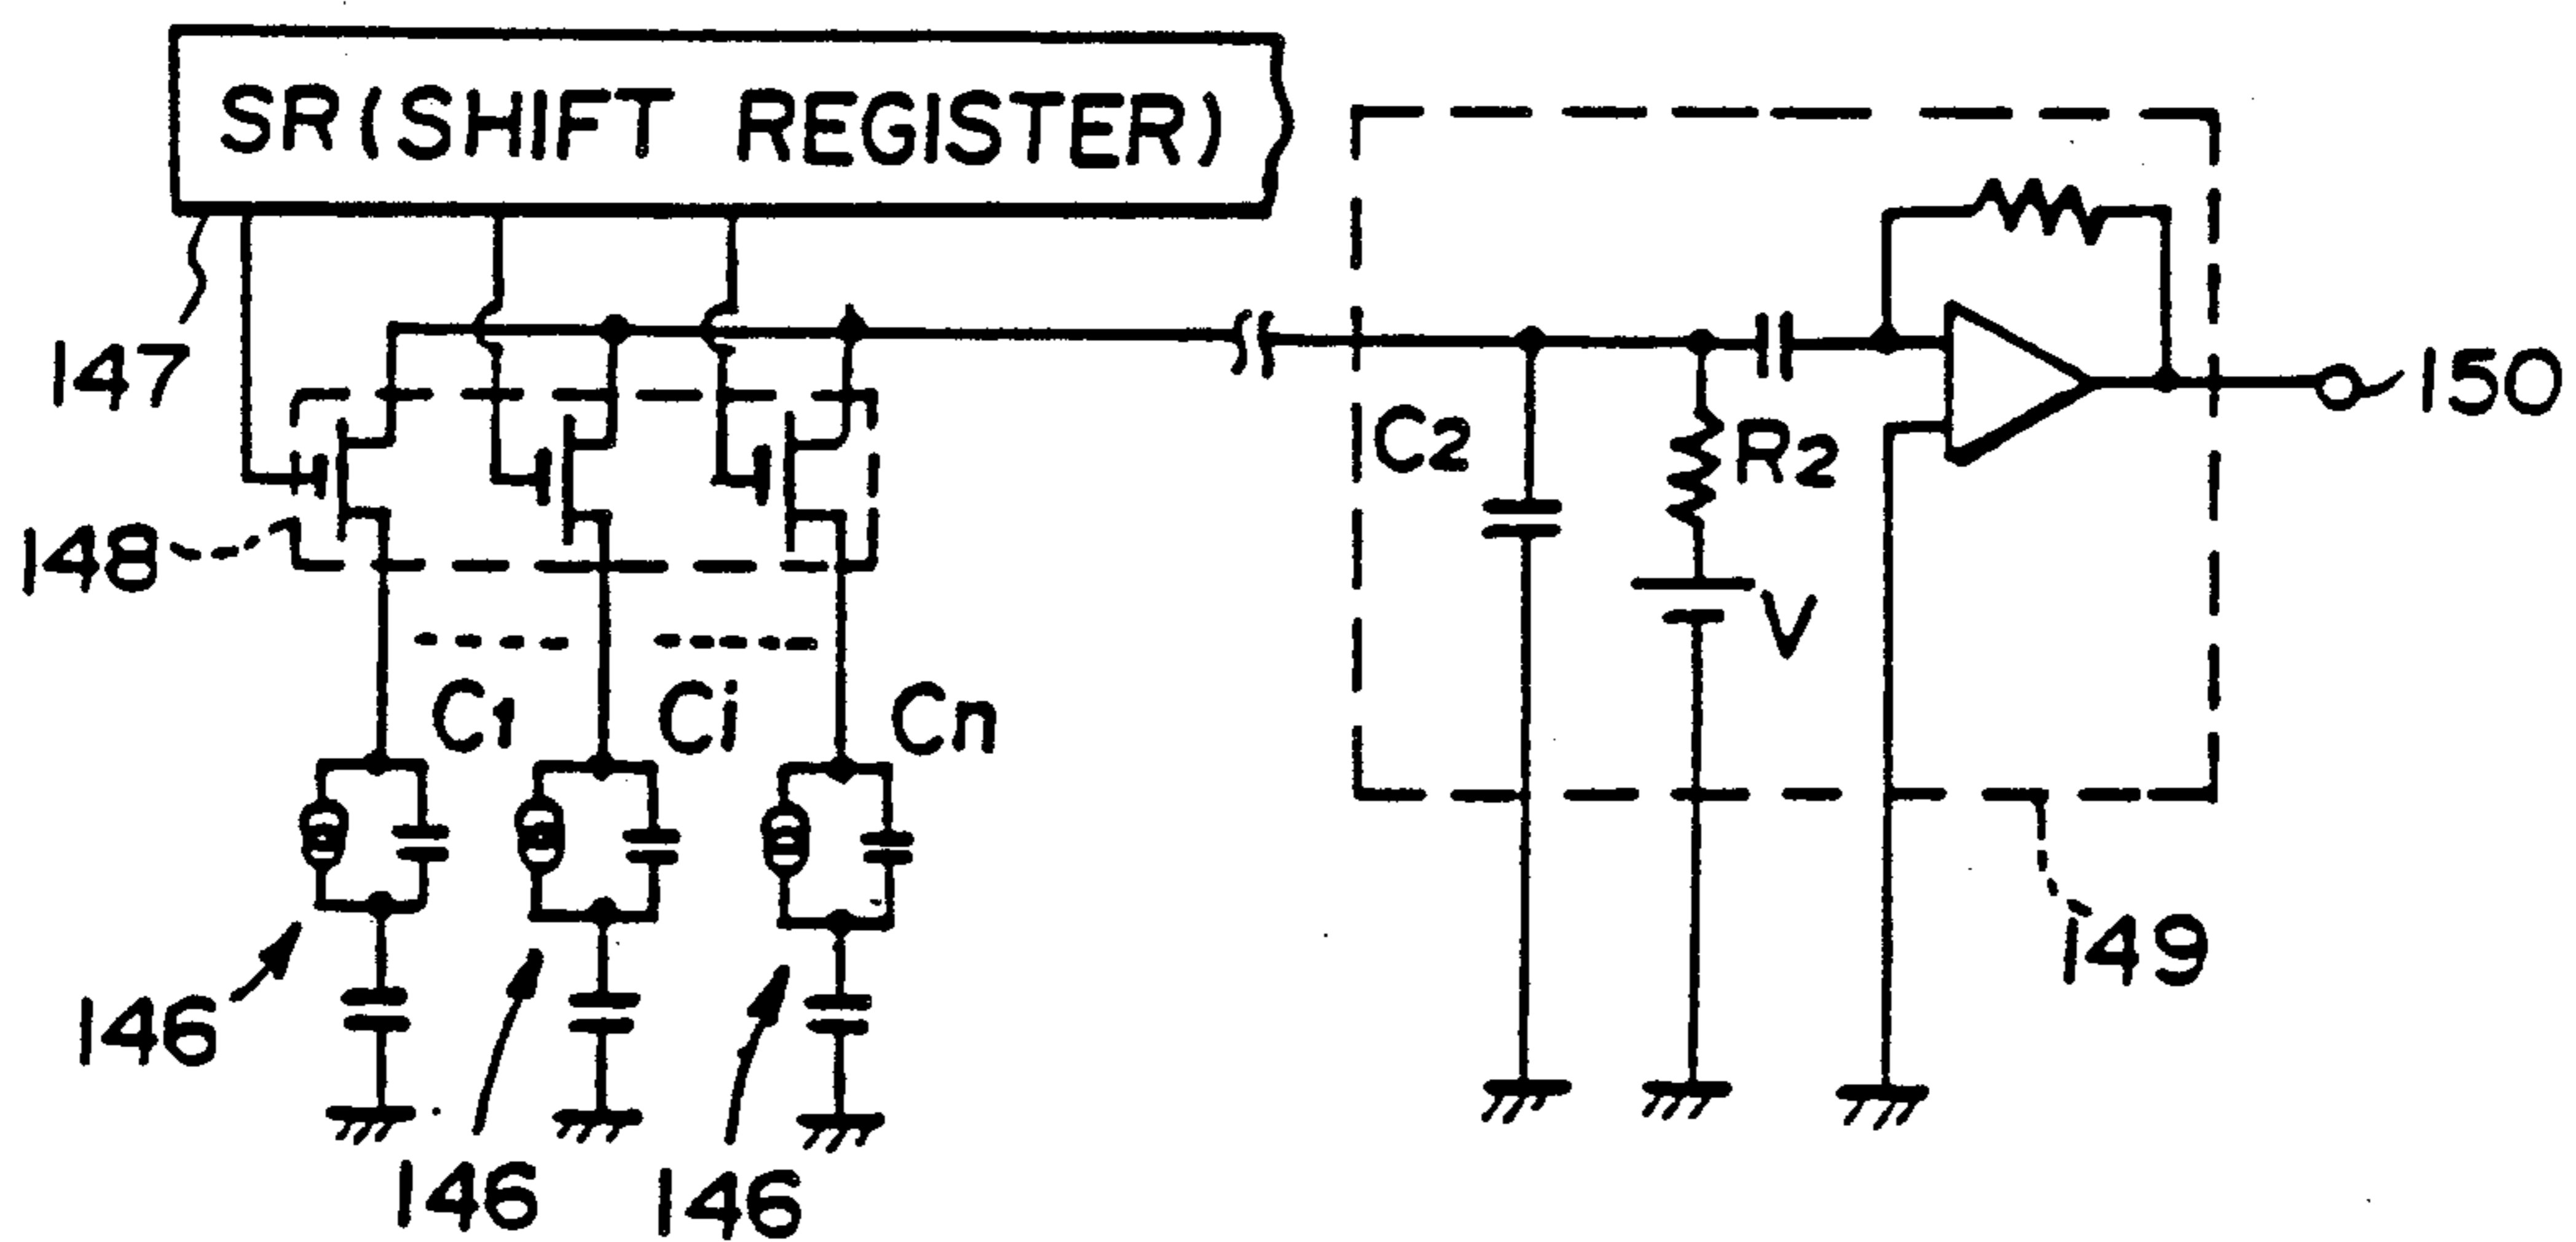 SR (SHIFT REGISTER)
147
148
C1
Ci
Cn
146
146
146
C2
R2
V
150
149